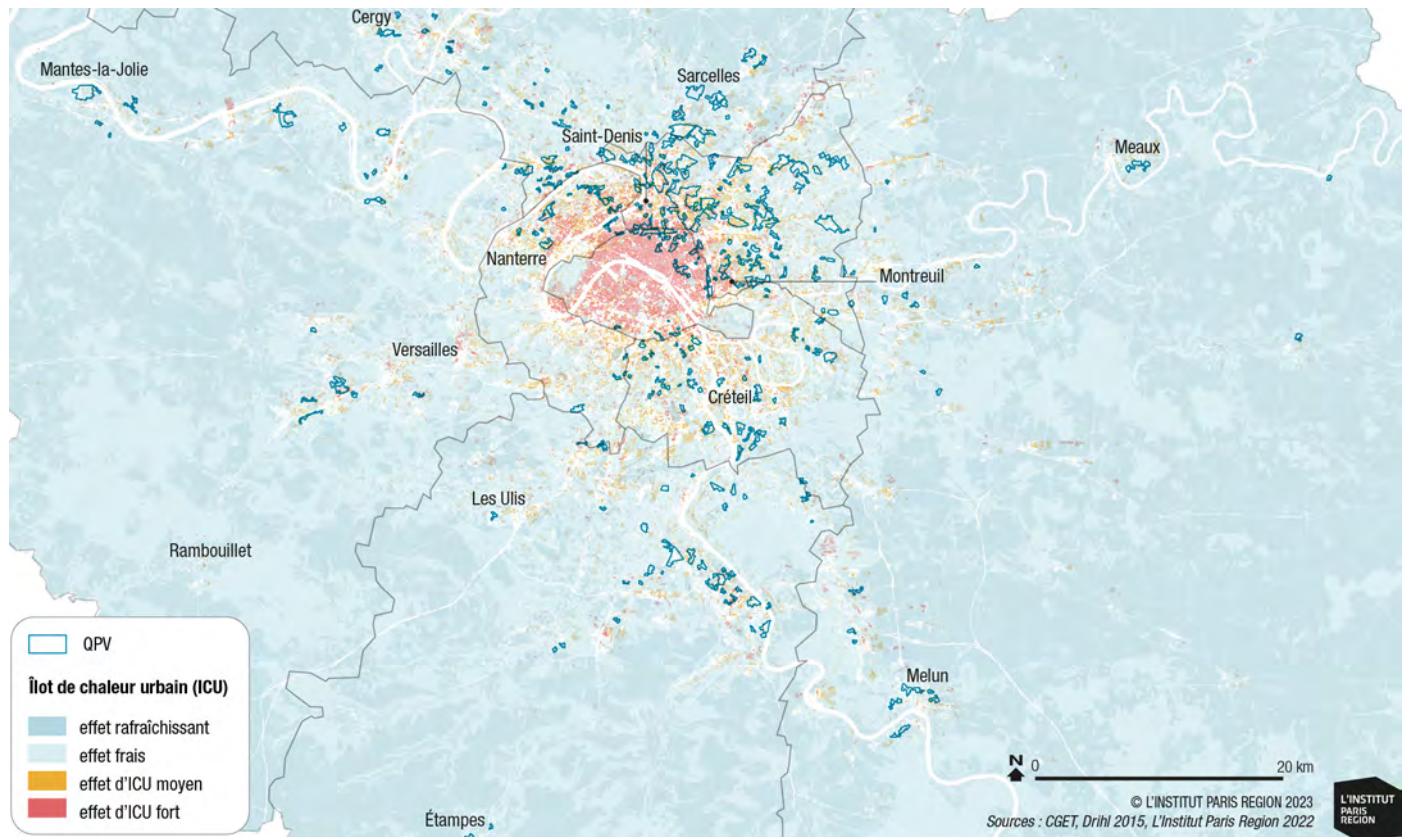 Cergy
Mantes-la-Jolie
Sarcelles
Saint-Denis
Meaux
Nanterre
Montreuil
Versailles
Créteil
Les Ulis
Rambouillet
Melun
Étampes
QPV
Îlot de chaleur urbain (ICU)
effet rafraîchissant
effet frais
effet d'ICU moyen
effet d'ICU fort
N
0
20 km
© L'INSTITUT PARIS REGION 2023
Sources : CGET, Drihl 2015, L'Institut Paris Region 2022
L'INSTITUT
PARIS
REGION